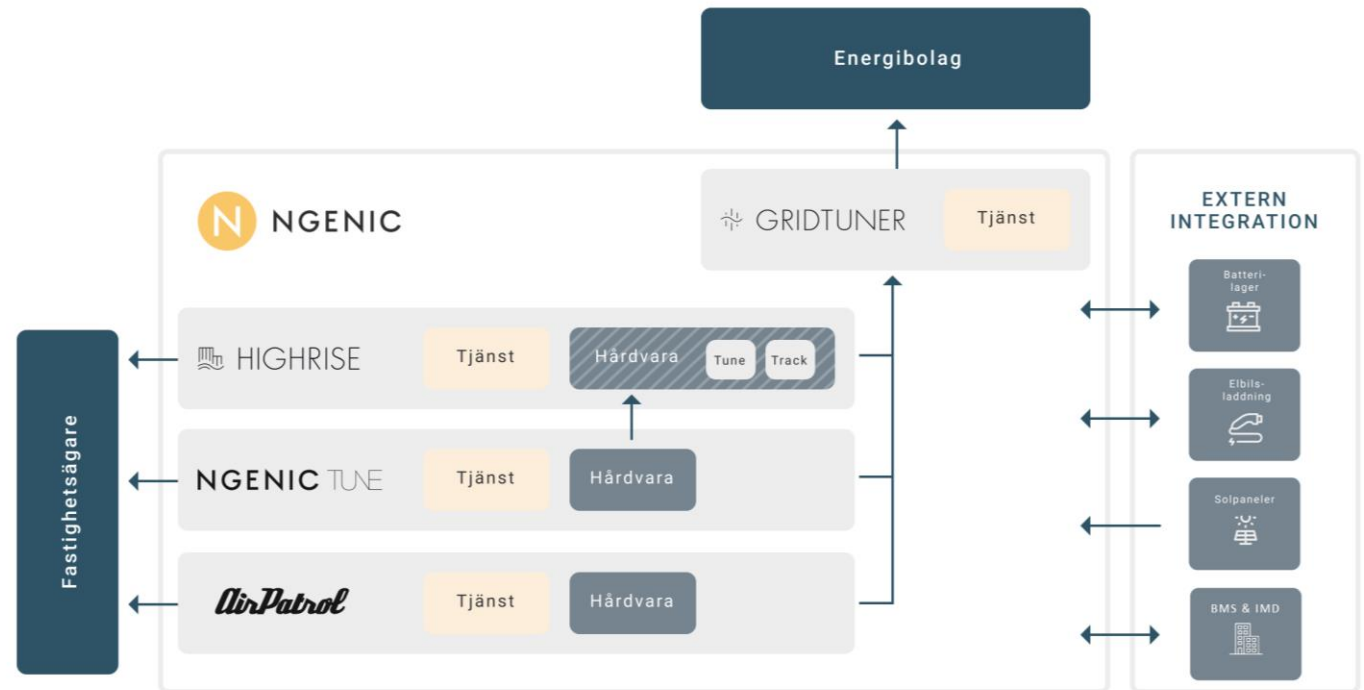 Energibolag
N NGENIC
GRIDTUNER
Tjänst
EXTERN
INTEGRATION
Batteri-
lager
HIGHRISE
Tjänst
Hårdvara
Tune
Track
Elbils-
laddning
Fastighetsägare
NGENIC TUNE
Tjänst
Hårdvara
Solpaneler
AirPatrol
Tjänst
Hårdvara
BMS & IMD